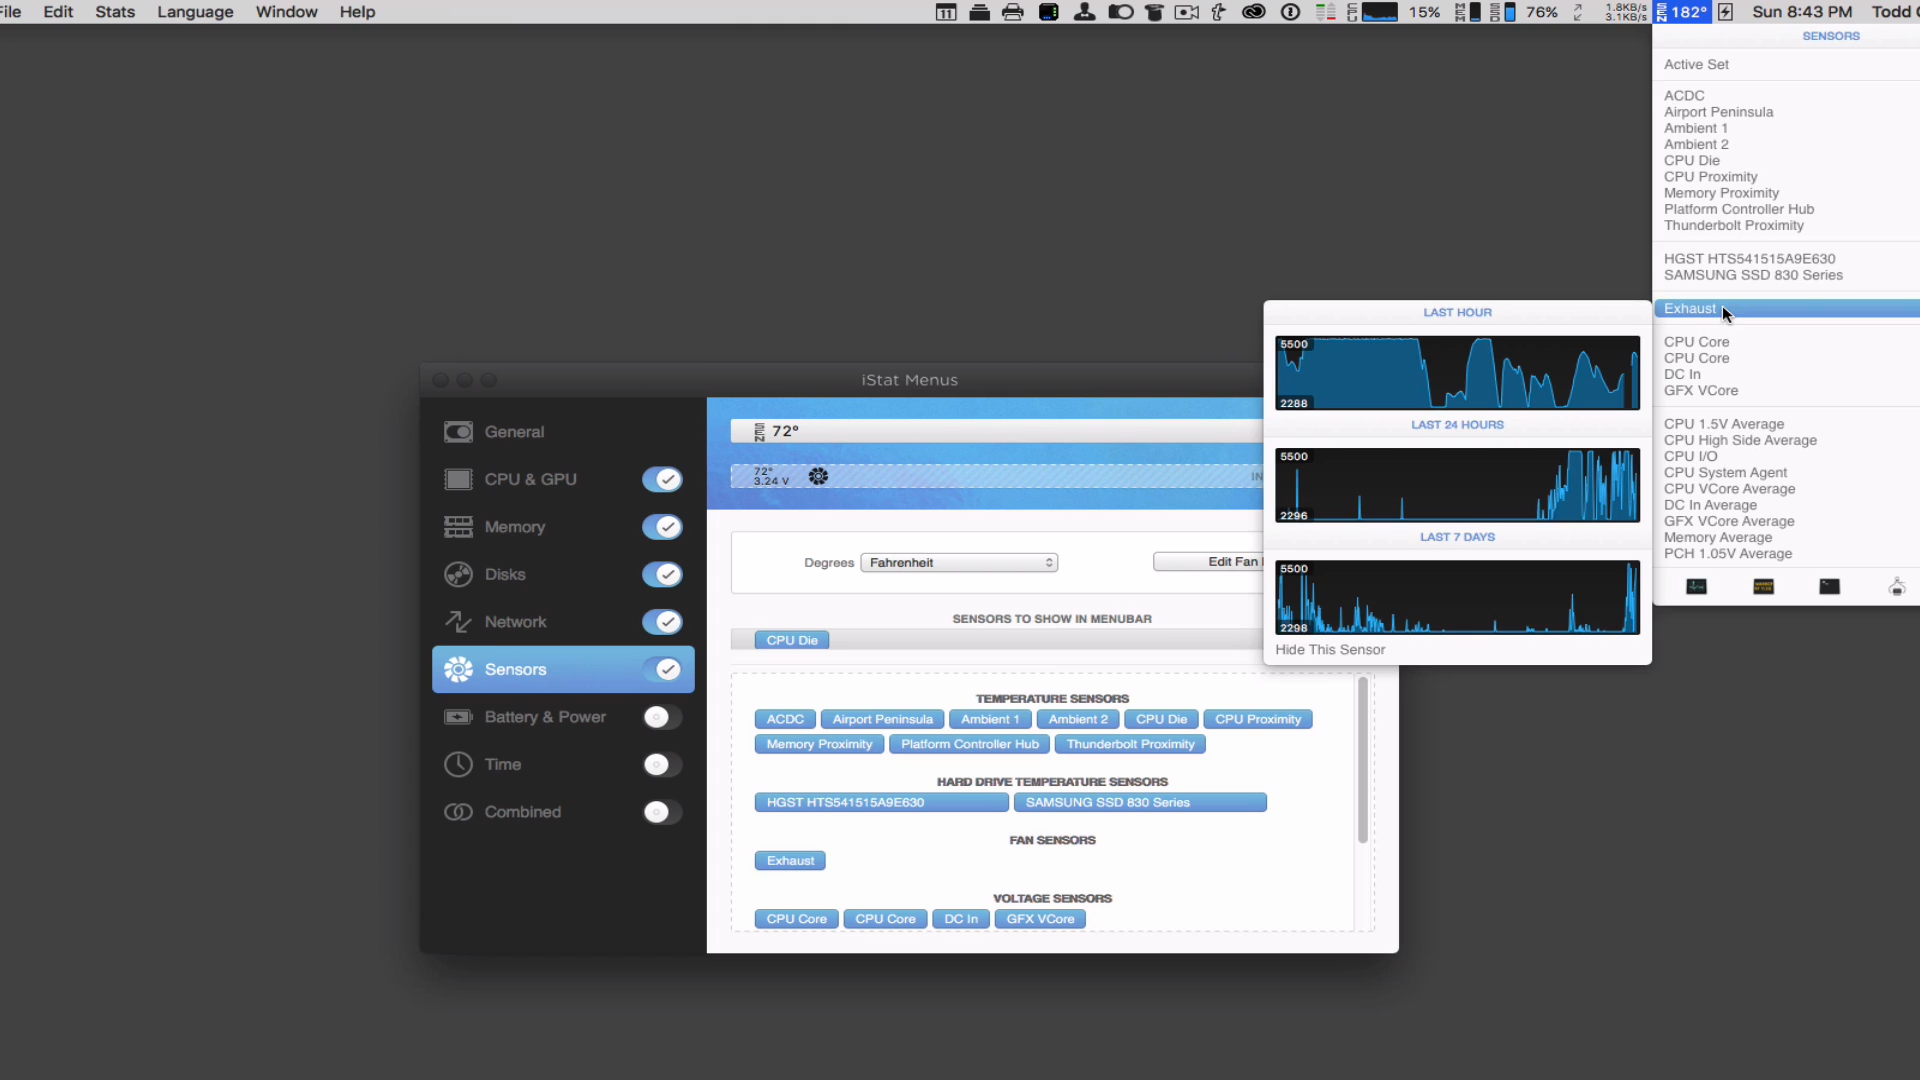 File Edit Stats Language Window Help
11 CPU 15% MEM SSD 76% 1.8KB/s
3.1KB/s
SEN 182° Sun 8:43 PM Todd
SENSORS
Active Set
ACDC
Airport Peninsula
Ambient 1
Ambient 2
CPU Die
CPU Proximity
Memory Proximity
Platform Controller Hub
Thunderbolt Proximity
HGST HTS541515A9E630
SAMSUNG SSD 830 Series
Exhaust
CPU Core
CPU Core
DC In
GFX VCore
CPU 1.5V Average
CPU High Side Average
CPU I/O
CPU System Agent
CPU VCore Average
DC In Average
GFX VCore Average
Memory Average
PCH 1.05V Average
LAST HOUR
5500
2288
LAST 24 HOURS
5500
2296
LAST 7 DAYS
5500
2298
Hide This Sensor
iStat Menus
General
CPU & GPU
Memory
Disks
Network
Sensors
Battery & Power
Time
Combined
SEN 72°
72°
3.24 V
IN
Degrees Fahrenheit Edit Fan
SENSORS TO SHOW IN MENUBAR
CPU Die
TEMPERATURE SENSORS
ACDC Airport Peninsula Ambient 1 Ambient 2 CPU Die CPU Proximity
Memory Proximity Platform Controller Hub Thunderbolt Proximity
HARD DRIVE TEMPERATURE SENSORS
HGST HTS541515A9E630 SAMSUNG SSD 830 Series
FAN SENSORS
Exhaust
VOLTAGE SENSORS
CPU Core CPU Core DC In GFX VCore